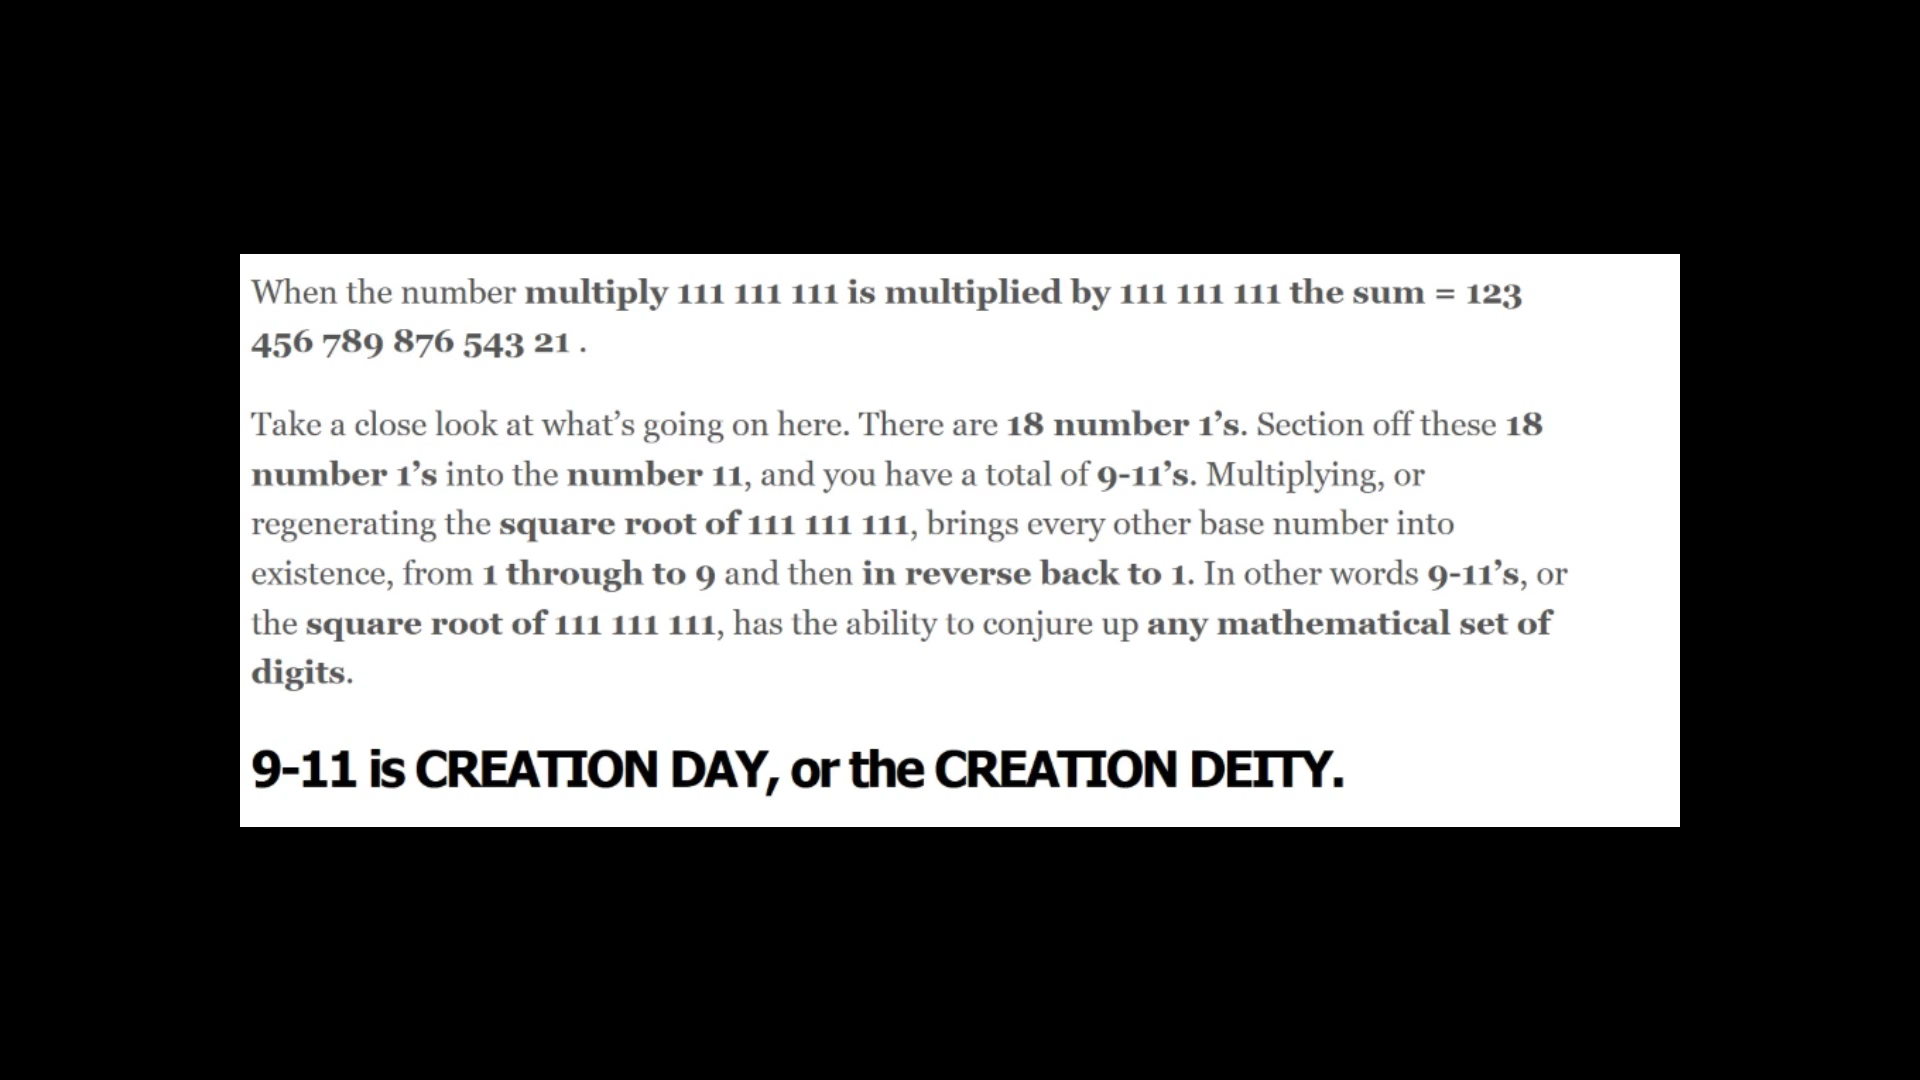 When the number multiply 111 111 111 is multiplied by 111 111 111 the sum = 123
456 789 876 543 21 .
Take a close look at what’s going on here. There are 18 number 1’s. Section off these 18
number 1’s into the number 11, and you have a total of 9-11’s. Multiplying, or
regenerating the square root of 111 111 111, brings every other base number into
existence, from 1 through to 9 and then in reverse back to 1. In other words 9-11’s, or
the square root of 111 111 111, has the ability to conjure up any mathematical set of
digits.
9-11 is CREATION DAY, or the CREATION DEITY.